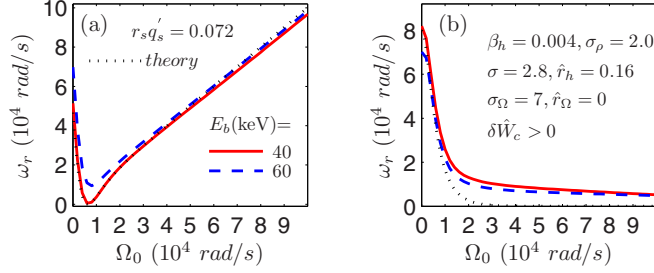 (a)
r_s q_s' = 0.072
theory
E_b(keV)=
40
60
ω_r (10^4 rad/s)
10
8
6
4
2
0
0 1 2 3 4 5 6 7 8 9
Ω_0 (10^4 rad/s)
(b)
β_h = 0.004, σ_ρ = 2.0
σ = 2.8, r̂_h = 0.16
σ_Ω = 7, r̂_Ω = 0
δŴ_c > 0
ω_r (10^4 rad/s)
8
6
4
2
0
0 1 2 3 4 5 6 7 8 9
Ω_0 (10^4 rad/s)